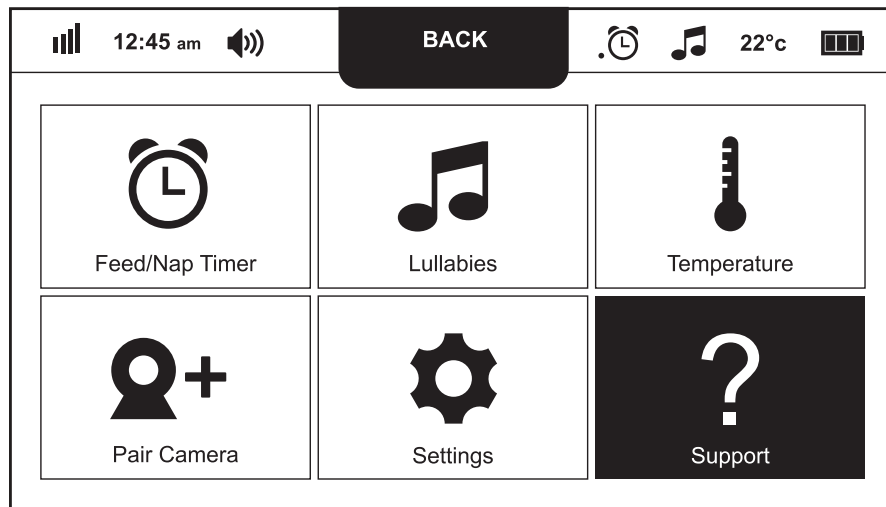 12:45 am BACK 22°c
Feed/Nap Timer Lullabies Temperature
Pair Camera Settings Support